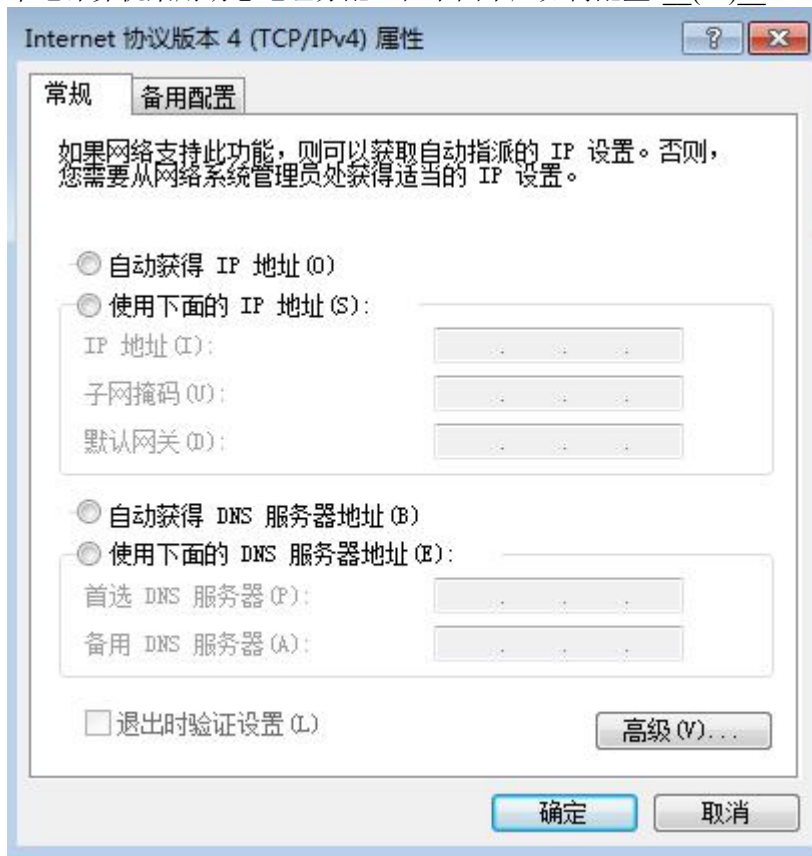 Internet 协议版本 4 (TCP/IPv4) 属性
常规 备用配置
如果网络支持此功能，则可以获取自动指派的 IP 设置。否则，
您需要从网络系统管理员处获得适当的 IP 设置。
自动获得 IP 地址(O)
使用下面的 IP 地址(S):
IP 地址(I):
子网掩码(U):
默认网关(D):
自动获得 DNS 服务器地址(B)
使用下面的 DNS 服务器地址(E):
首选 DNS 服务器(P):
备用 DNS 服务器(A):
退出时验证设置(L)
高级(V)...
确定 取消